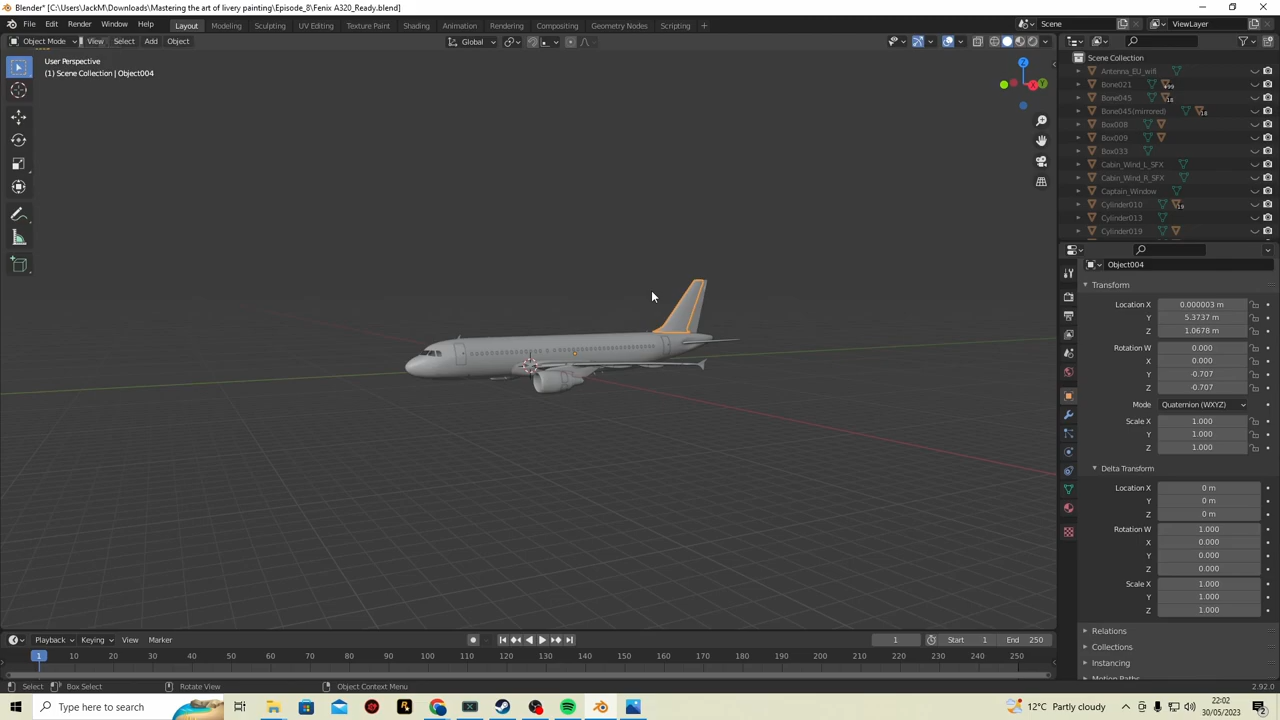 Blender* [C:\Users\JackM\Downloads\Mastering the art of livery painting\Episode_8\Fenix A320_Ready.blend]
File Edit Render Window Help Layout Modeling Sculpting UV Editing Texture Paint Shading Animation Rendering Compositing Geometry Nodes Scripting + Scene ViewLayer
Object Mode View Select Add Object Global
User Perspective
(1) Scene Collection | Object004
Z
Y
X
Scene Collection
Antenna_EU_wifi
Bone021
Bone045 18
Bone045(mirrored) 18
Box008
Box009
Box033
Cabin_Wind_L_SFX
Cabin_Wind_R_SFX
Captain_Window
Cylinder010 19
Cylinder013
Cylinder019
Object004
Transform
Location X 0.000003 m
Y 5.3737 m
Z 1.0678 m
Rotation W 0.000
X 0.000
Y -0.707
Z -0.707
Mode Quaternion (WXYZ)
Scale X 1.000
Y 1.000
Z 1.000
Delta Transform
Location X 0 m
Y 0 m
Z 0 m
Rotation W 1.000
X 0.000
Y 0.000
Z 0.000
Scale X 1.000
Y 1.000
Z 1.000
Relations
Collections
Instancing
Motion Paths
Playback Keying View Marker 1 Start 1 End 250
1 10 20 30 40 50 60 70 80 90 100 110 120 130 140 150 160 170 180 190 200 210 220 230 240 250
Select Box Select Rotate View Object Context Menu 2.92.0
Type here to search 12°C Partly cloudy 22:02
30/05/2023 2